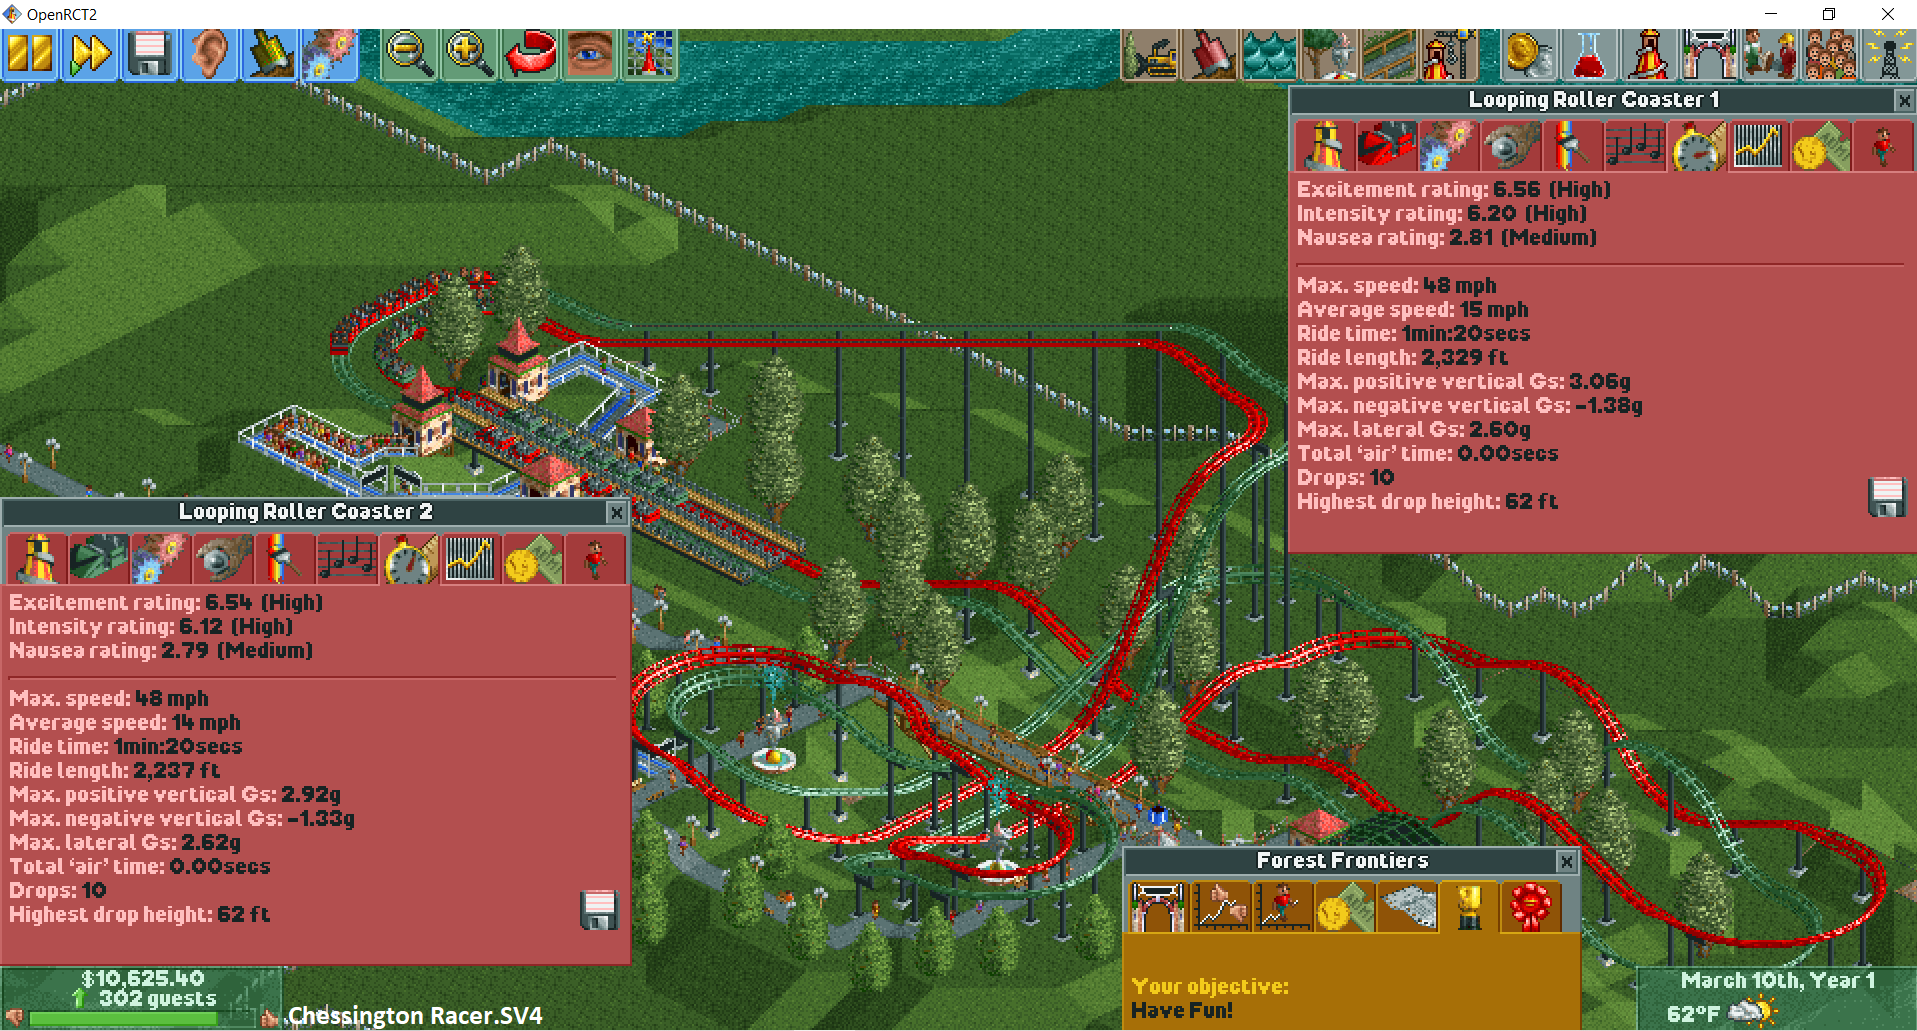 OpenRCT2
Looping Roller Coaster 1
Excitement rating: 6.56 (High)
Intensity rating: 6.20 (High)
Nausea rating: 2.81 (Medium)
Max. speed: 48 mph
Average speed: 15 mph
Ride time: 1min:20secs
Ride length: 2,329 ft
Max. positive vertical Gs: 3.06g
Max. negative vertical Gs: -1.38g
Max. lateral Gs: 2.60g
Total 'air' time: 0.00secs
Drops: 10
Highest drop height: 62 ft
Looping Roller Coaster 2
Excitement rating: 6.54 (High)
Intensity rating: 6.12 (High)
Nausea rating: 2.79 (Medium)
Max. speed: 48 mph
Average speed: 14 mph
Ride time: 1min:20secs
Ride length: 2,237 ft
Max. positive vertical Gs: 2.92g
Max. negative vertical Gs: -1.33g
Max. lateral Gs: 2.62g
Total 'air' time: 0.00secs
Drops: 10
Highest drop height: 62 ft
Forest Frontiers
Your objective:
Have Fun!
$10,625.40
302 guests
Chessington Racer.SV4
March 10th, Year 1
62°F